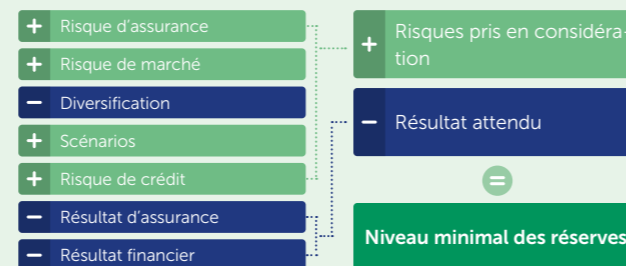 + Risque d'assurance
+ Risque de marché
− Diversification
+ Scénarios
+ Risque de crédit
− Résultat d'assurance
− Résultat financier
+ Risques pris en considéra-
tion
− Résultat attendu
=
Niveau minimal des réserves